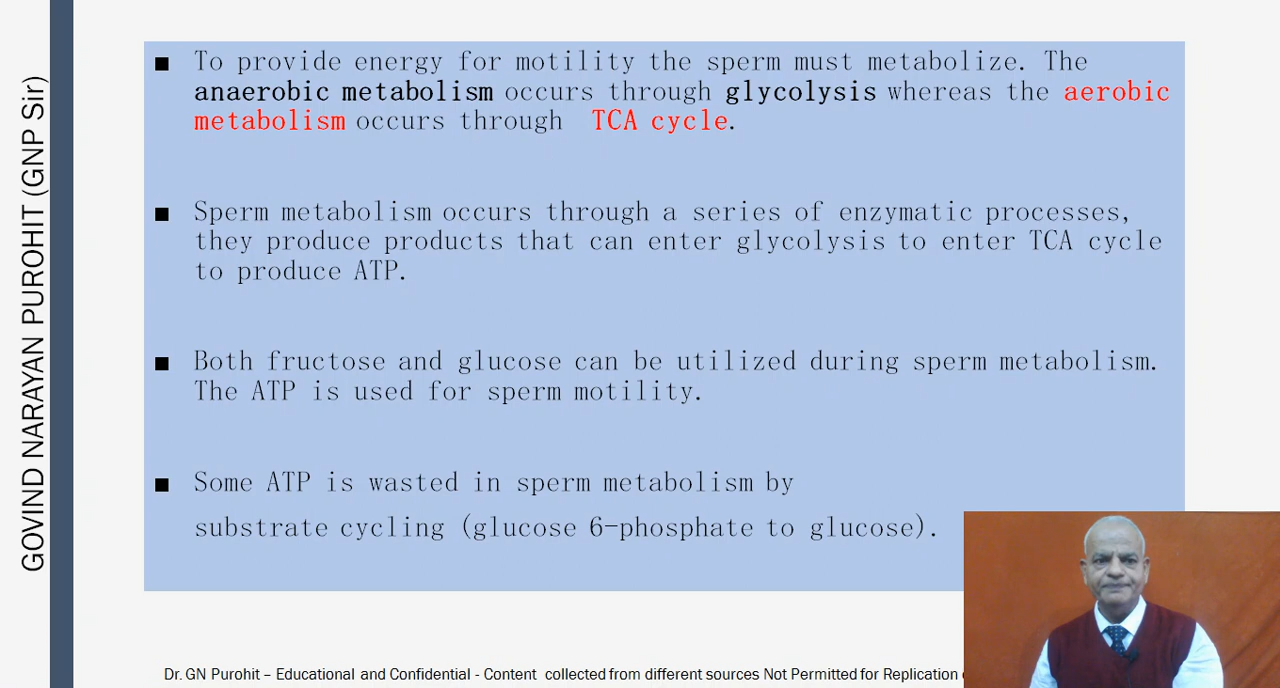 GOVIND NARAYAN PUROHIT (GNP Sir)
■ To provide energy for motility the sperm must metabolize. The
anaerobic metabolism occurs through glycolysis whereas the aerobic
metabolism occurs through TCA cycle.
■ Sperm metabolism occurs through a series of enzymatic processes,
they produce products that can enter glycolysis to enter TCA cycle
to produce ATP.
■ Both fructose and glucose can be utilized during sperm metabolism.
The ATP is used for sperm motility.
■ Some ATP is wasted in sperm metabolism by
substrate cycling (glucose 6-phosphate to glucose).
Dr. GN Purohit – Educational and Confidential - Content collected from different sources Not Permitted for Replication